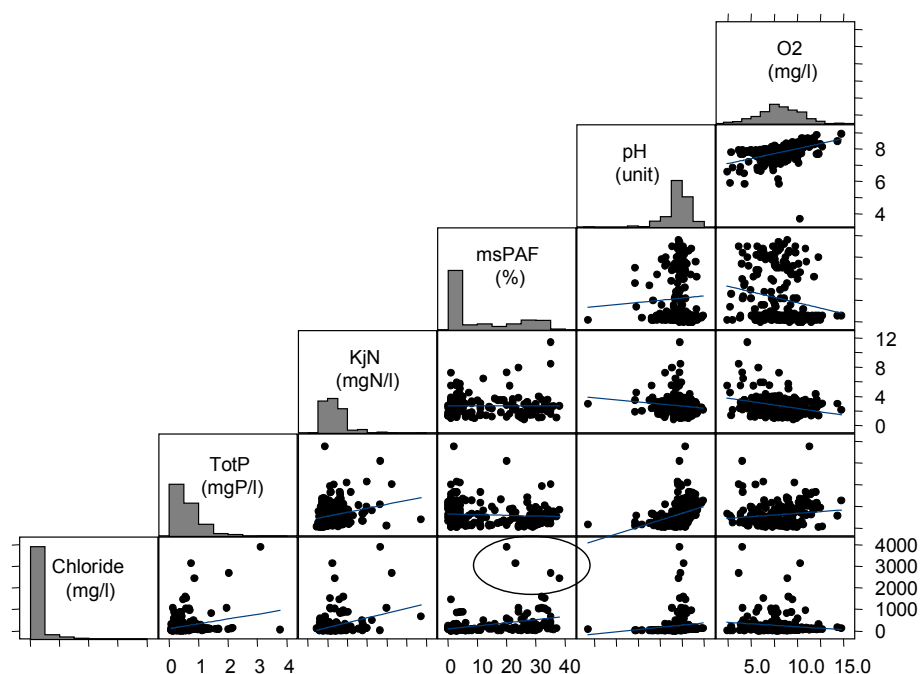 O2
(mg/l)
pH
(unit)
8
6
4
msPAF
(%)
KjN
(mgN/l)
12
8
4
0
TotP
(mgP/l)
Chloride
(mg/l)
4000
3000
2000
1000
0
0 1 2 3 4 0 10 20 30 40 5.0 10.0 15.0